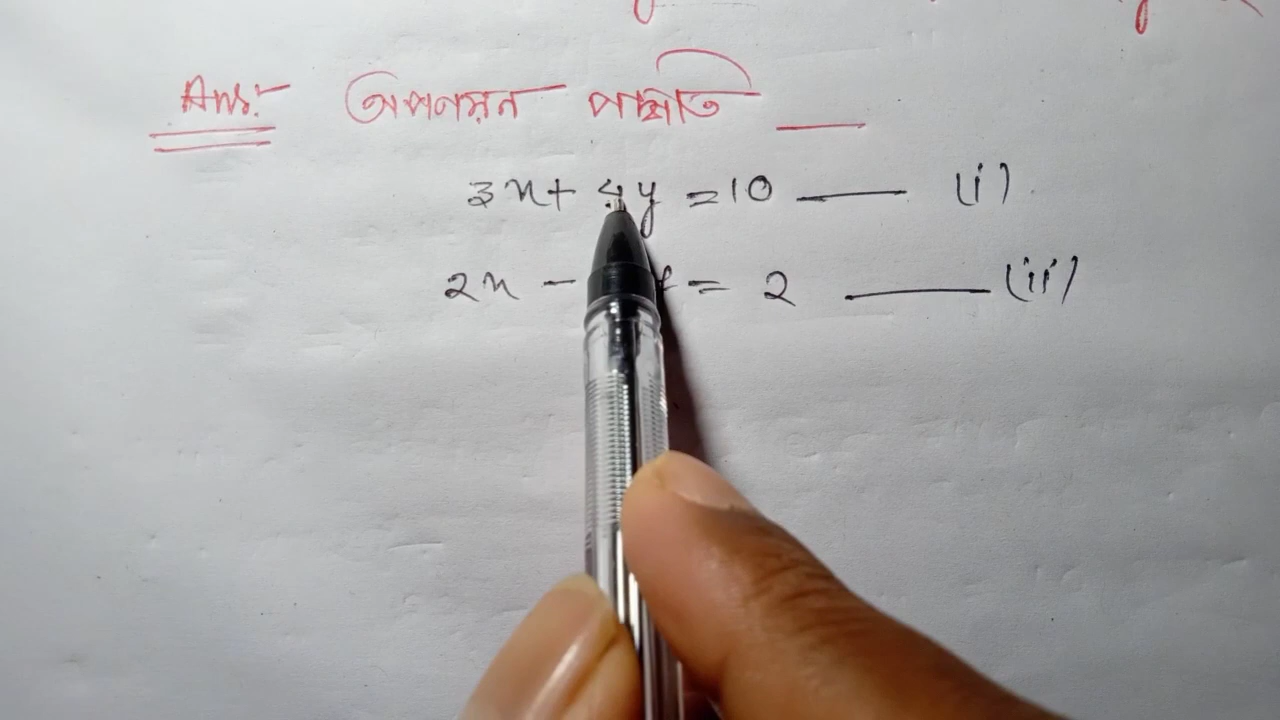 Ans:- অপনয়ন পদ্ধতি —
3x + 4y = 10 —— (i)
2x - = 2 —— (ii)